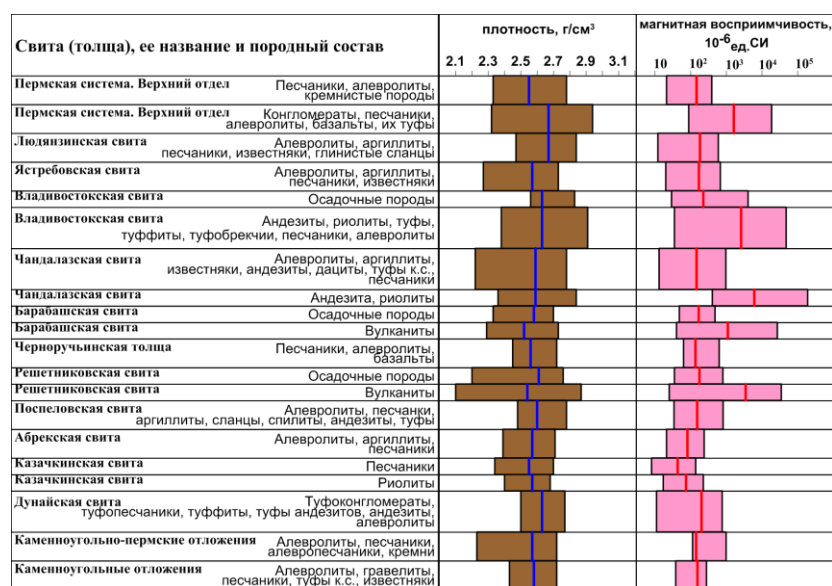 Свита (толща), ее название и породный состав
плотность, г/см³
2.1 2.3 2.5 2.7 2.9 3.1
магнитная восприимчивость,
10⁻⁶ед.СИ
10 10² 10³ 10⁴ 10⁵
Пермская система. Верхний отдел Песчаники, алевролиты,
кремнистые породы
Пермская система. Верхний отдел Конгломераты, песчаники,
алевролиты, базальты, их туфы
Людянзинская свита Алевролиты, аргиллиты,
песчаники, известняки, глинистые сланцы
Ястребовская свита Алевролиты, аргиллиты,
песчаники, известняки
Владивостокская свита Осадочные породы
Владивостокская свита Андезиты, риолиты, туфы,
туффиты, туфобрекчии, песчаники, алевролиты
Чандалазская свита Алевролиты, аргиллиты,
известняки, андезиты, дациты, туфы к.с.,
песчаники
Чандалазская свита Андезита, риолиты
Барабашская свита Осадочные породы
Барабашская свита Вулканиты
Черноручьинская толща Песчаники, алевролиты,
базальты
Решетниковская свита Осадочные породы
Решетниковская свита Вулканиты
Поспеловская свита Алевролиты, песчанки,
аргиллиты, сланцы, спилиты, андезиты, туфы
Абрекская свита Алевролиты, аргиллиты,
песчаники
Казачкинская свита Песчаники
Казачкинская свита Риолиты
Дунайская свита Туфоконгломераты,
туфопесчаники, туффиты, туфы андезитов, андезиты,
алевролиты
Каменноугольно-пермские отложения Алевролиты, песчаники,
алевропесчаники, кремни
Каменоугольные отложения Алевролиты, гравелиты,
песчаники, туфы к.с., известняки